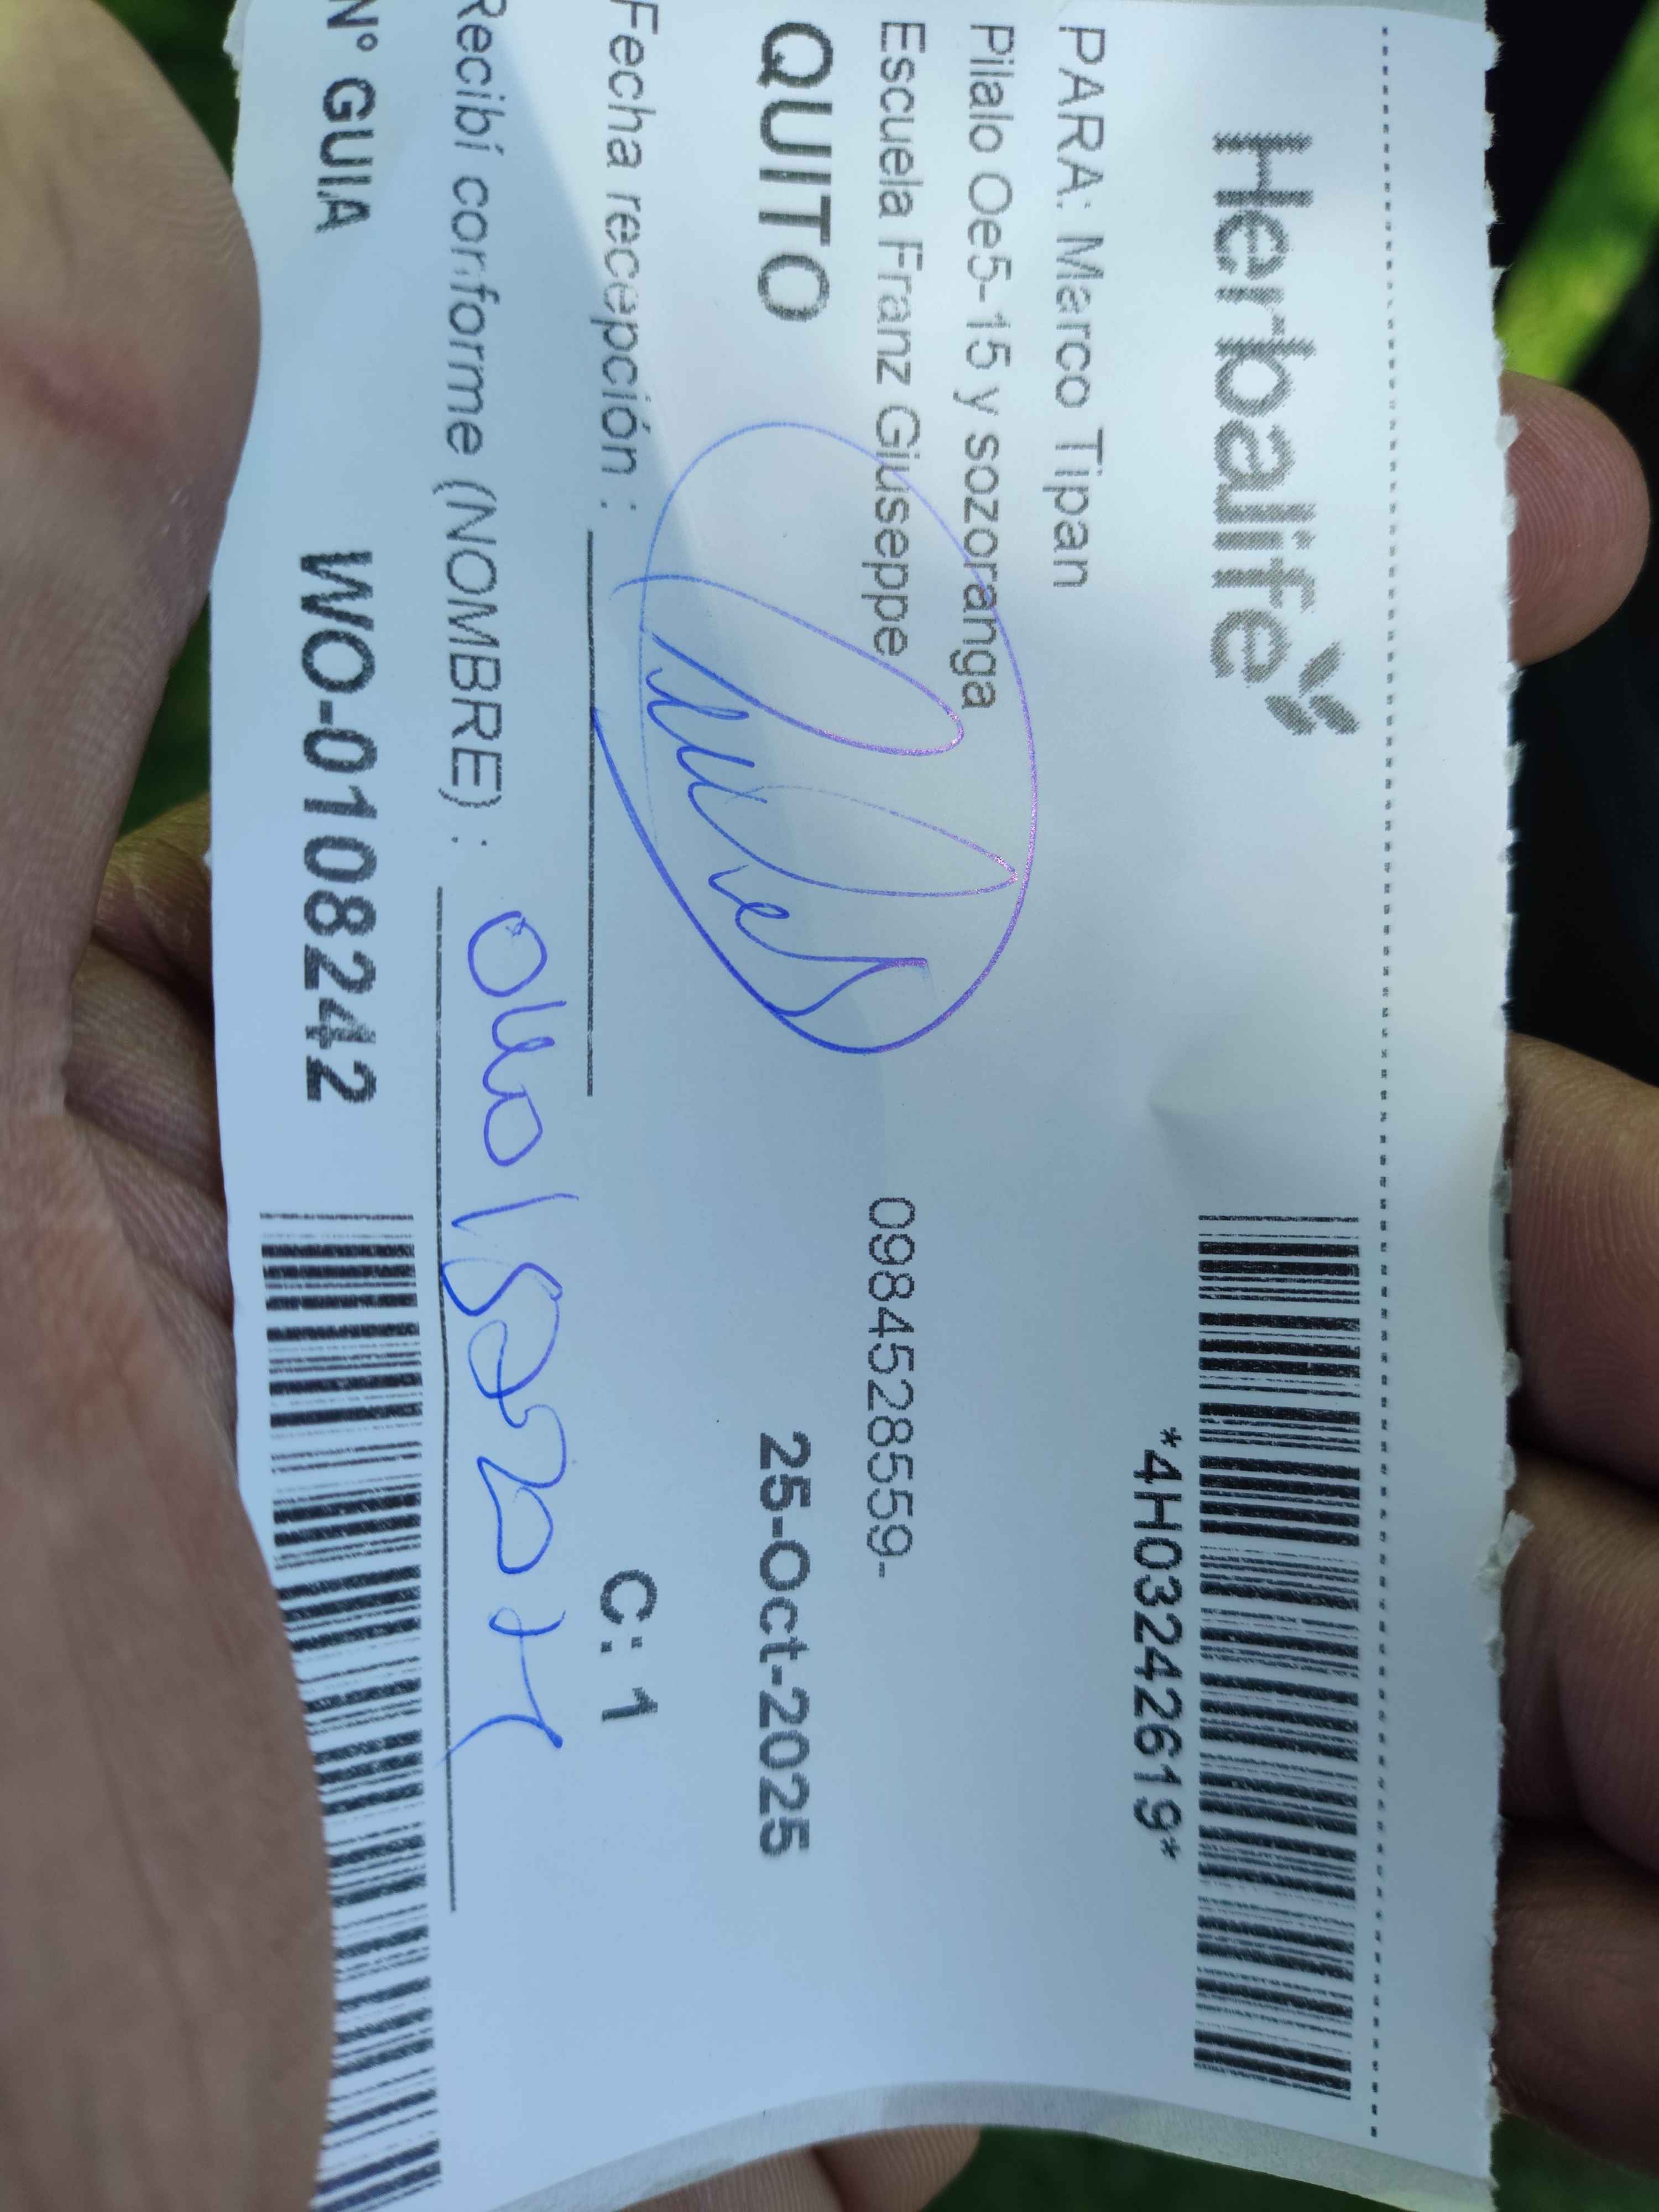 Herbalife
*4H03242619*
PARA: Marco Tipan
Pilalo Oe5-15 y sozoranga
Escuela Franz Giuseppe
0984528559-
QUITO
25-Oct-2025
Fecha recepción :
C: 1
Recibí conforme (NOMBRE) :
N° GUIA WO-0108242